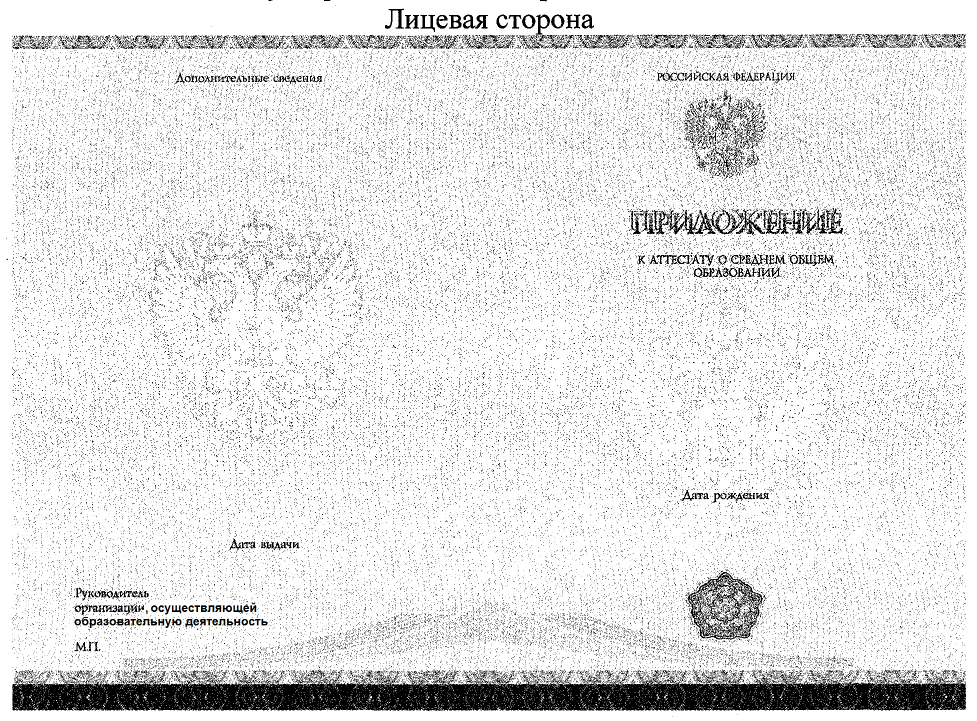 Лицевая сторона
Дополнительные сведения
Дата выдачи
Руководитель
организации, осуществляющей
образовательную деятельность
М.П.
РОССИЙСКАЯ ФЕДЕРАЦИЯ
ПРИЛОЖЕНИЕ
К АТТЕСТАТУ О СРЕДНЕМ ОБЩЕМ
ОБРАЗОВАНИИ
Дата рождения